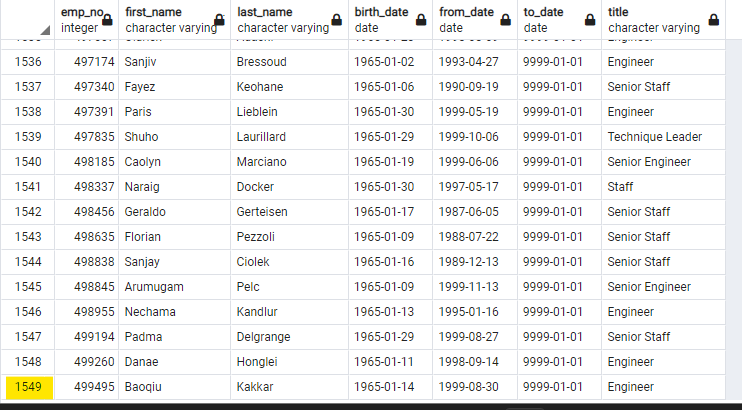 emp_no first_name last_name birth_date from_date to_date title
integer character varying character varying date date date character varying
1536 497174 Sanjiv Bressoud 1965-01-02 1993-04-27 9999-01-01 Engineer
1537 497340 Fayez Keohane 1965-01-06 1990-09-19 9999-01-01 Senior Staff
1538 497391 Paris Lieblein 1965-01-30 1999-05-19 9999-01-01 Engineer
1539 497835 Shuho Laurillard 1965-01-29 1999-10-06 9999-01-01 Technique Leader
1540 498185 Caolyn Marciano 1965-01-19 1999-06-06 9999-01-01 Senior Engineer
1541 498337 Naraig Docker 1965-01-30 1997-05-17 9999-01-01 Staff
1542 498456 Geraldo Gerteisen 1965-01-17 1987-06-05 9999-01-01 Senior Staff
1543 498635 Florian Pezzoli 1965-01-09 1988-07-22 9999-01-01 Senior Staff
1544 498838 Sanjay Ciolek 1965-01-16 1989-12-13 9999-01-01 Senior Staff
1545 498845 Arumugam Pelc 1965-01-09 1999-11-13 9999-01-01 Senior Engineer
1546 498955 Nechama Kandlur 1965-01-13 1995-01-16 9999-01-01 Engineer
1547 499194 Padma Delgrange 1965-01-29 1999-08-27 9999-01-01 Senior Staff
1548 499260 Danae Honglei 1965-01-11 1998-09-14 9999-01-01 Engineer
1549 499495 Baoqiu Kakkar 1965-01-14 1999-08-30 9999-01-01 Engineer